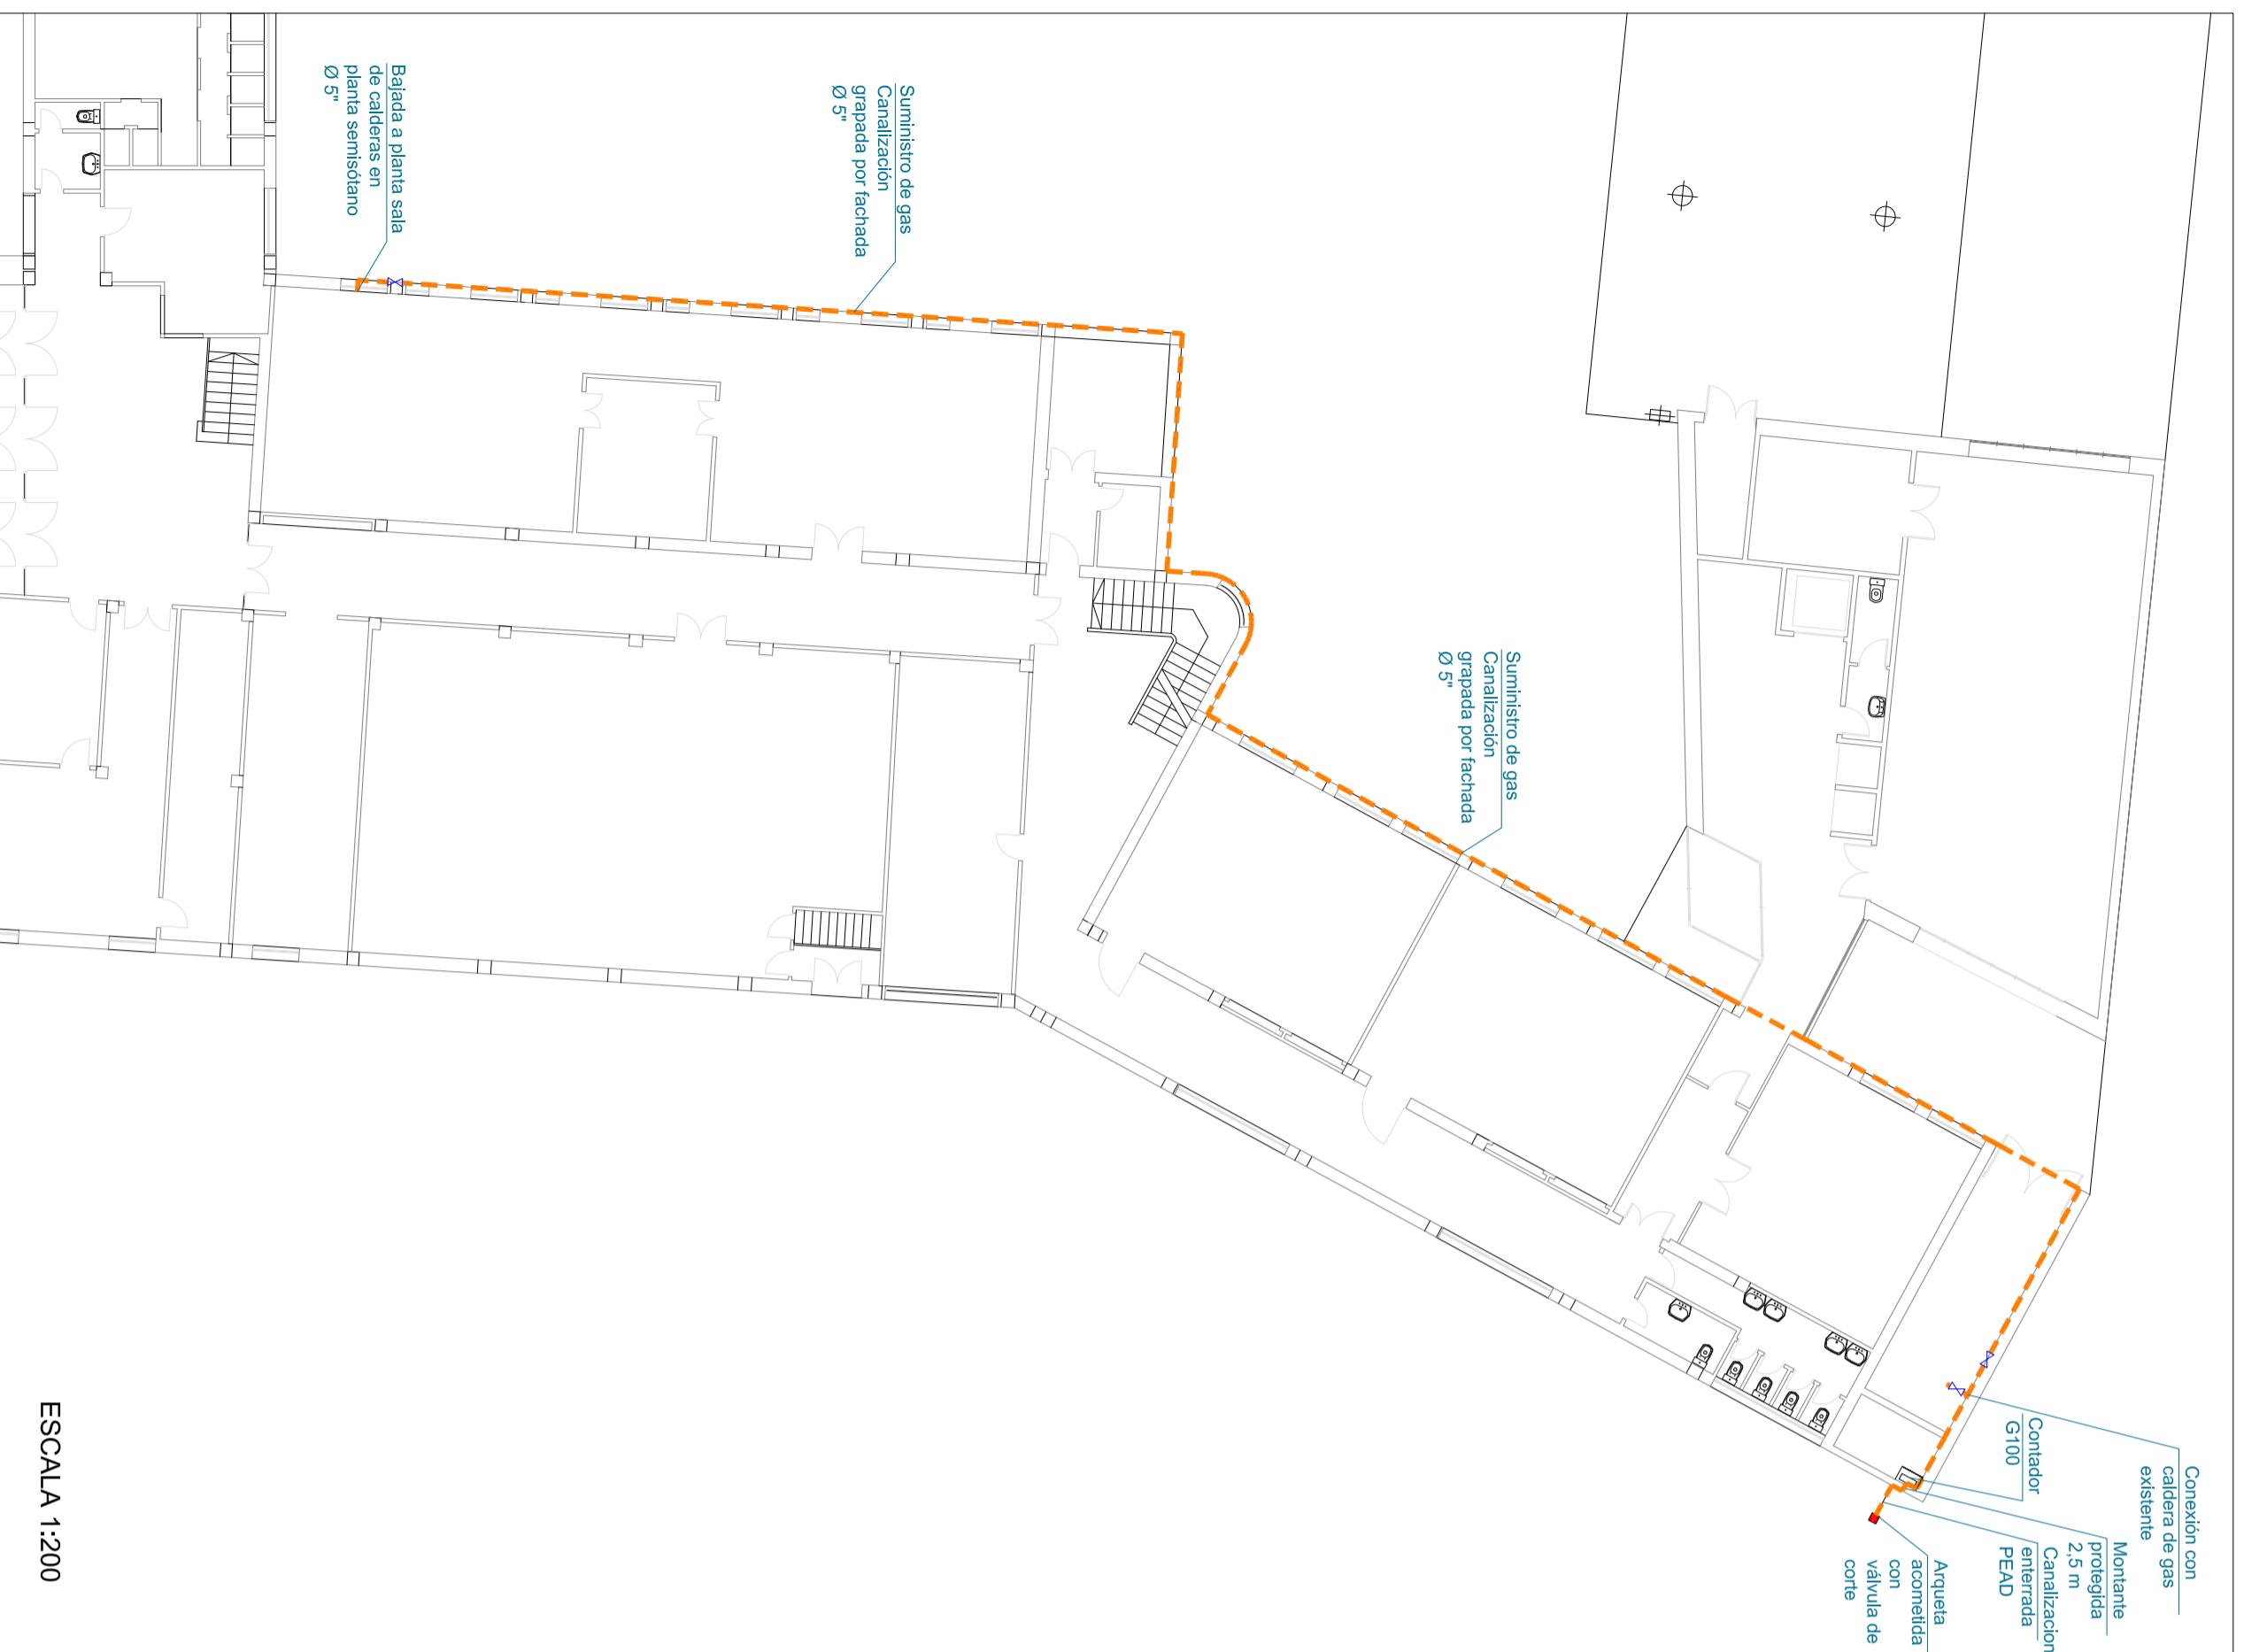 Bajada a planta sala
de calderas en
planta semisótano
Ø 5"
Suministro de gas
Canalización
grapada por fachada
Ø 5"
Suministro de gas
Canalización
grapada por fachada
Ø 5"
Conexión con
caldera de gas
existente
Contador
G100
Montante
protegida
2,5 m
Canalizacion
enterrada
PEAD
Arqueta
acometida
con
válvula de
corte
ESCALA 1:200